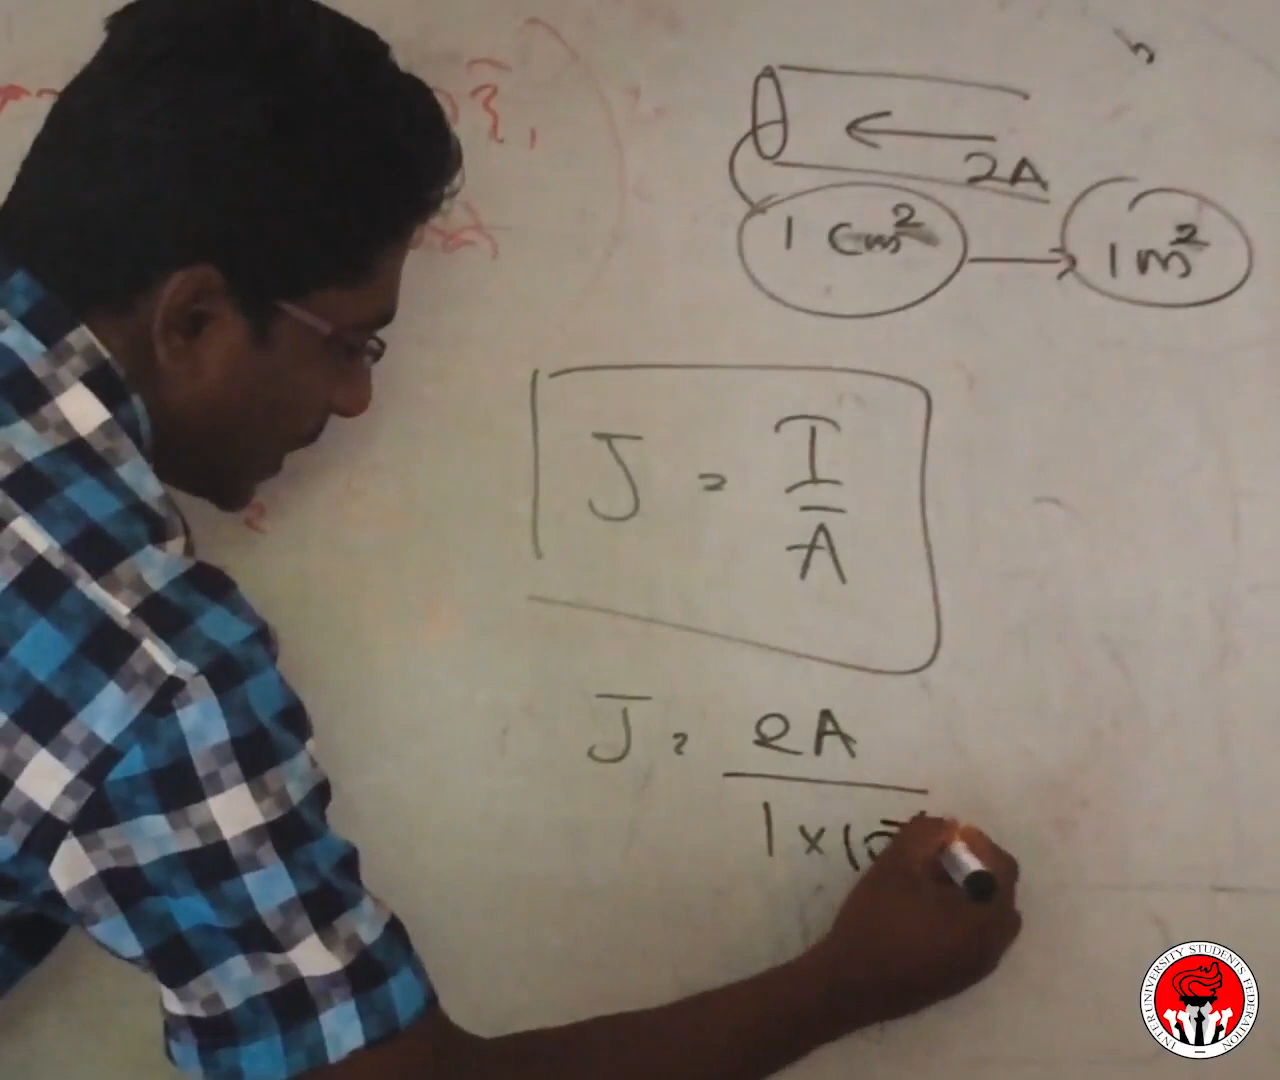 2A
1 cm² → 1 m²
J = I/A
J = 2A
1 × 10⁻
INTER UNIVERSITY STUDENTS FEDERATION